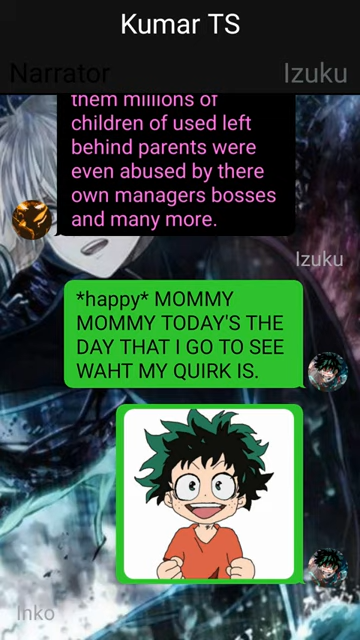 Kumar TS
Narrator
Izuku
them millions of
children of used left
behind parents were
even abused by there
own managers bosses
and many more.
Izuku
*happy* MOMMY
MOMMY TODAY'S THE
DAY THAT I GO TO SEE
WAHT MY QUIRK IS.
Inko